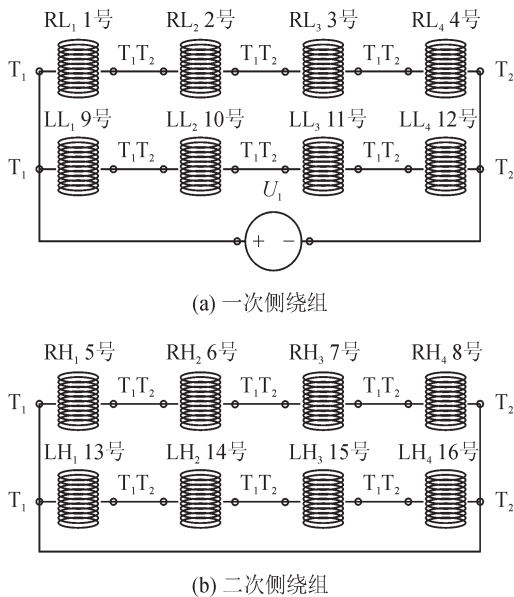 RL₁ 1号 RL₂ 2号 RL₃ 3号 RL₄ 4号
T₁ T₁T₂ T₁T₂ T₁T₂ T₂
LL₁ 9号 LL₂ 10号 LL₃ 11号 LL₄ 12号
T₁ T₁T₂ T₁T₂ T₁T₂ T₂
U₁
+ −
(a) 一次侧绕组
RH₁ 5号 RH₂ 6号 RH₃ 7号 RH₄ 8号
T₁ T₁T₂ T₁T₂ T₁T₂ T₂
LH₁ 13号 LH₂ 14号 LH₃ 15号 LH₄ 16号
T₁ T₁T₂ T₁T₂ T₁T₂ T₂
(b) 二次侧绕组